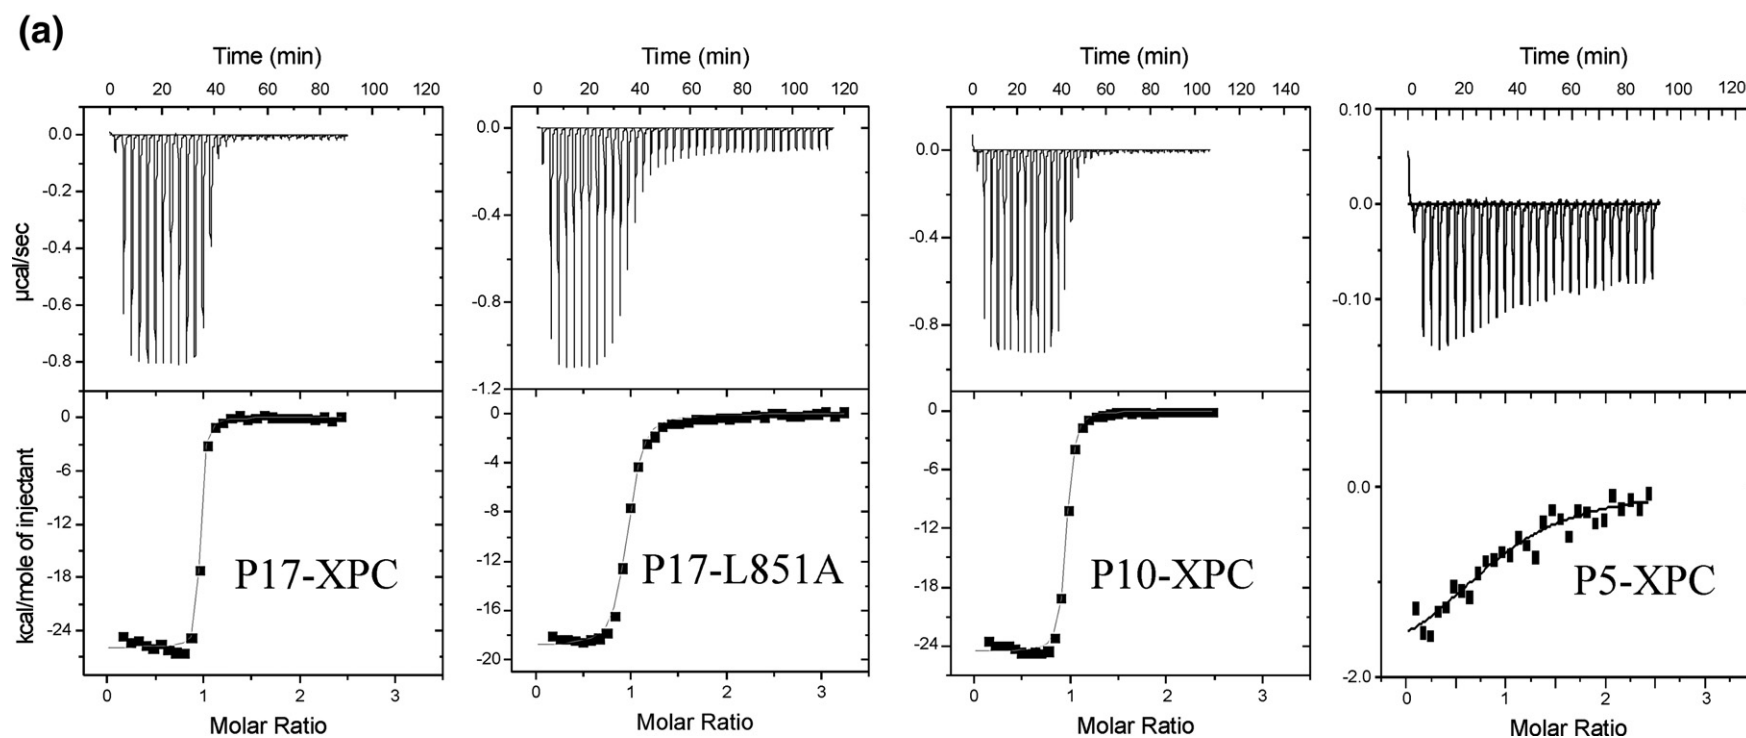 (a)
Time (min) Time (min) Time (min) Time (min)
0 20 40 60 80 100 120 0 20 40 60 80 100 120 0 20 40 60 80 100 120 150 0 20 40 60 80 100 120
µcal/sec
0.0 0.0 0.0 0.10
-0.2 -0.4 -0.4 0.0
-0.4 -0.8 -0.8 -0.10
-0.6 -1.2
-0.8
kcal/mole of injectant
0 0 0 0.0
-6 -4 -6 -2.0
-12 -8 -12
-18 -12 -18
-24 -16 -24
-20
P17-XPC P17-L851A P10-XPC P5-XPC
0 1 2 3 0 1 2 3 0 1 2 3 0 1 2 3
Molar Ratio Molar Ratio Molar Ratio Molar Ratio